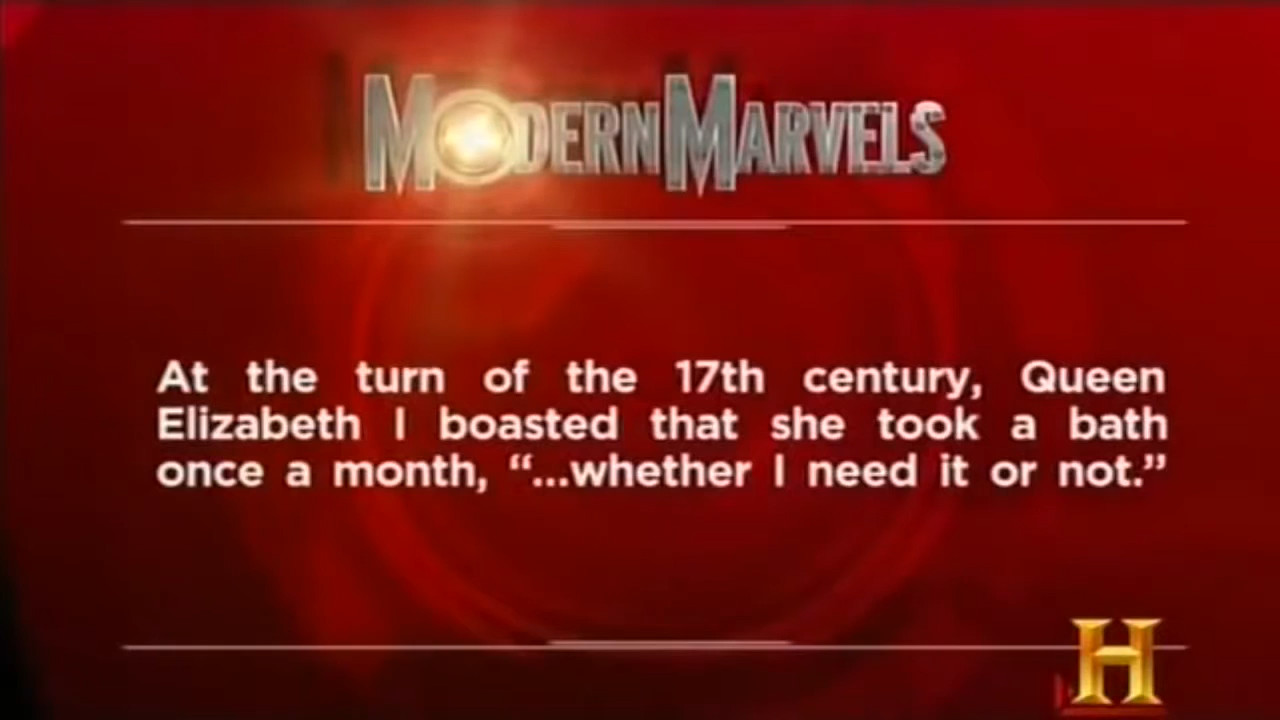 MODERN MARVELS
At the turn of the 17th century, Queen
Elizabeth I boasted that she took a bath
once a month, “...whether I need it or not.”
H